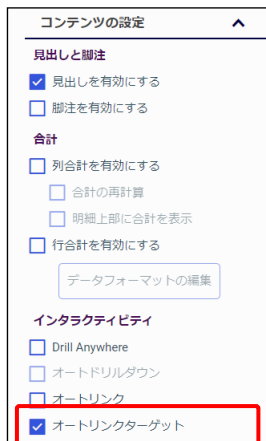 コンテンツの設定
見出しと脚注
見出しを有効にする
脚注を有効にする
合計
列合計を有効にする
合計の再計算
明細上部に合計を表示
行合計を有効にする
データフォーマットの編集
インタラクティビティ
Drill Anywhere
オートドリルダウン
オートリンク
オートリンクターゲット